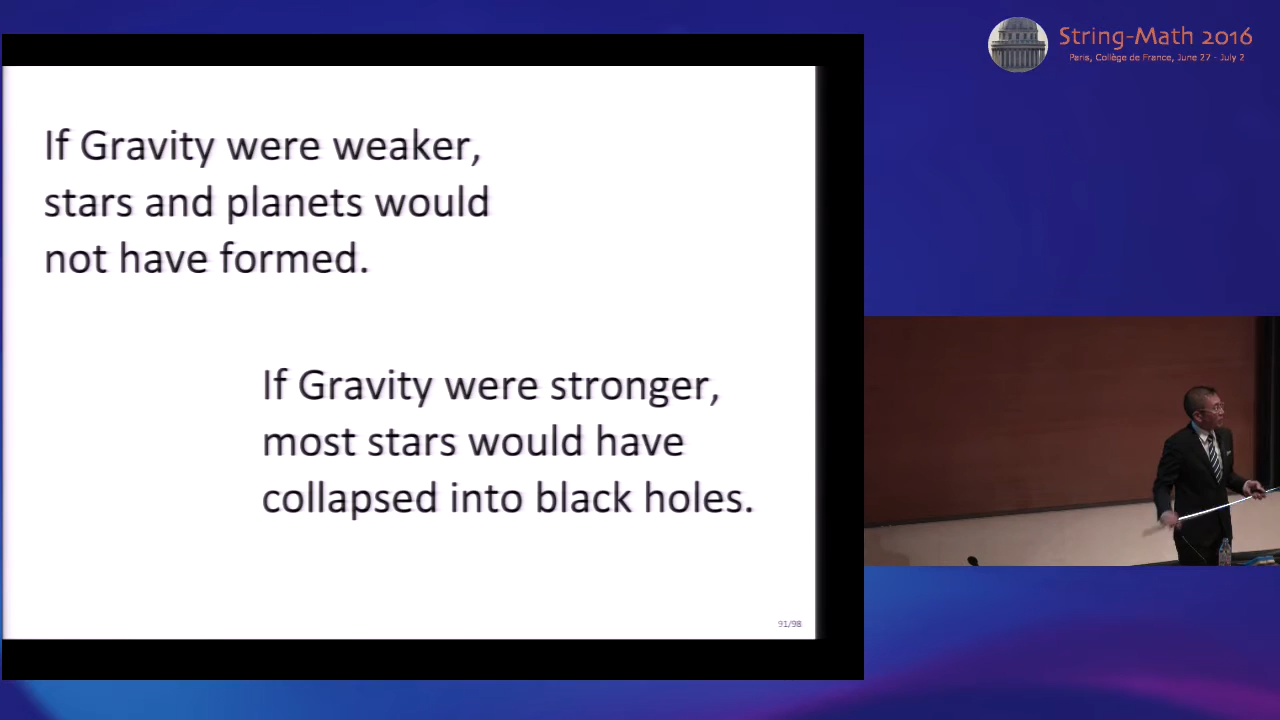 String-Math 2016
Paris, Collège de France, June 27 - July 2
If Gravity were weaker,
stars and planets would
not have formed.
If Gravity were stronger,
most stars would have
collapsed into black holes.
91/98